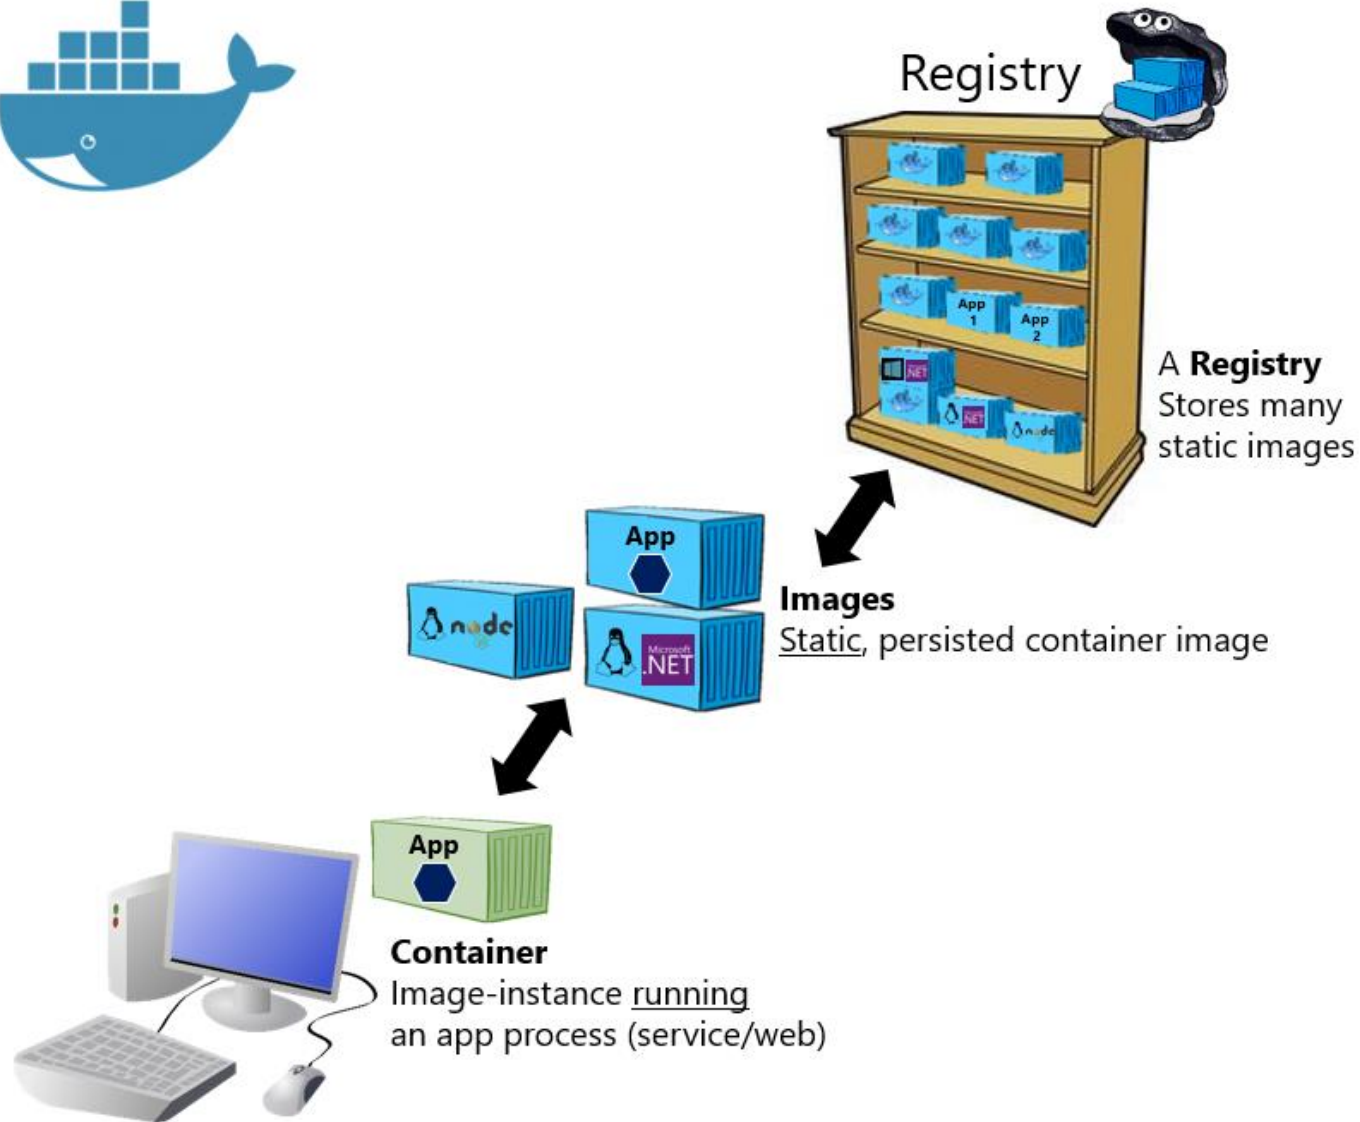 Registry
App
1
App
2
.NET
.NET
node
A Registry
Stores many
static images
App
node
Microsoft
.NET
Images
Static, persisted container image
App
Container
Image-instance running
an app process (service/web)